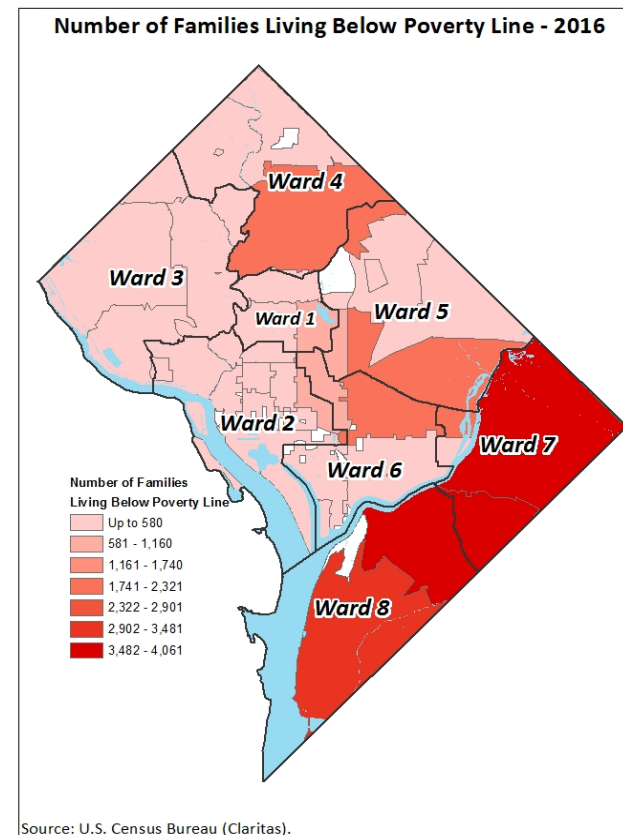 Number of Families Living Below Poverty Line - 2016
Ward 4
Ward 3
Ward 5
Ward 1
Ward 2
Ward 7
Ward 6
Ward 8
Number of Families
Living Below Poverty Line
Up to 580
581 - 1,160
1,161 - 1,740
1,741 - 2,321
2,322 - 2,901
2,902 - 3,481
3,482 - 4,061
Source: U.S. Census Bureau (Claritas).